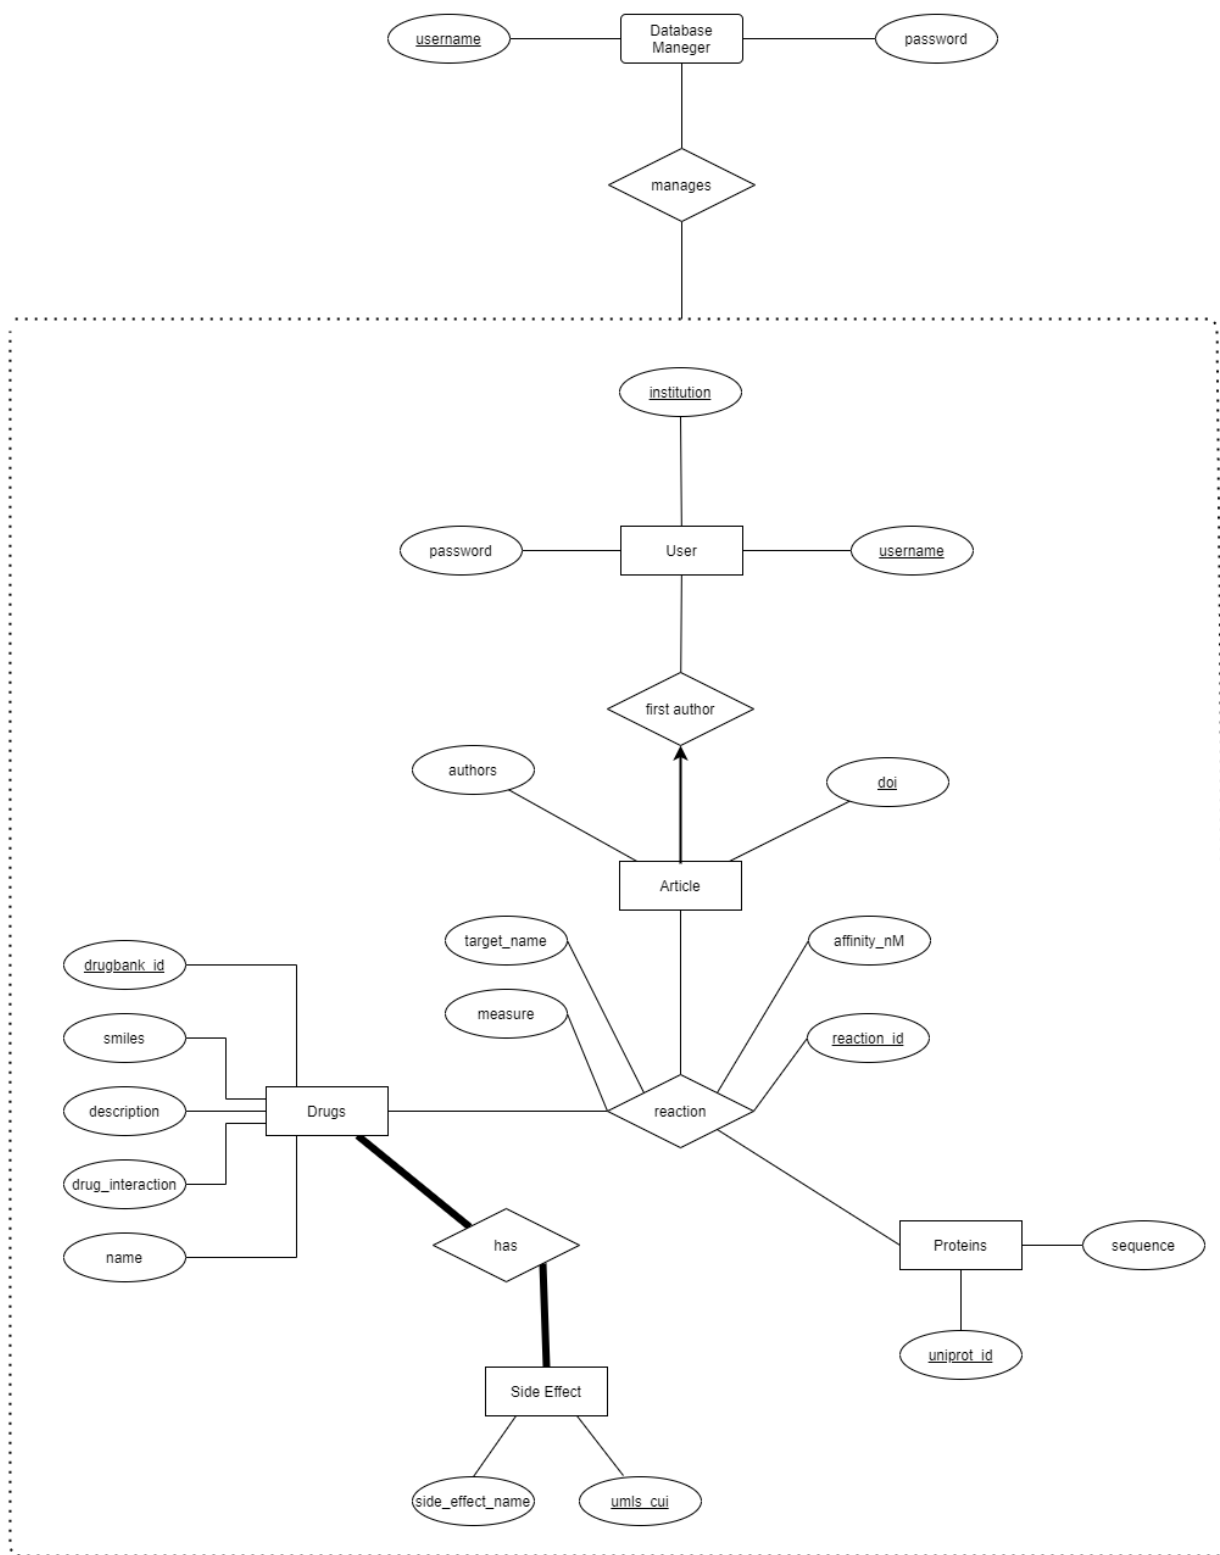 username
Database
Maneger
password
manages
institution
password
User
username
first author
authors
doi
Article
target_name
affinity_nM
drugbank_id
measure
reaction_id
smiles
description
Drugs
reaction
drug_interaction
has
Proteins
sequence
name
uniprot_id
Side Effect
side_effect_name
umls_cui